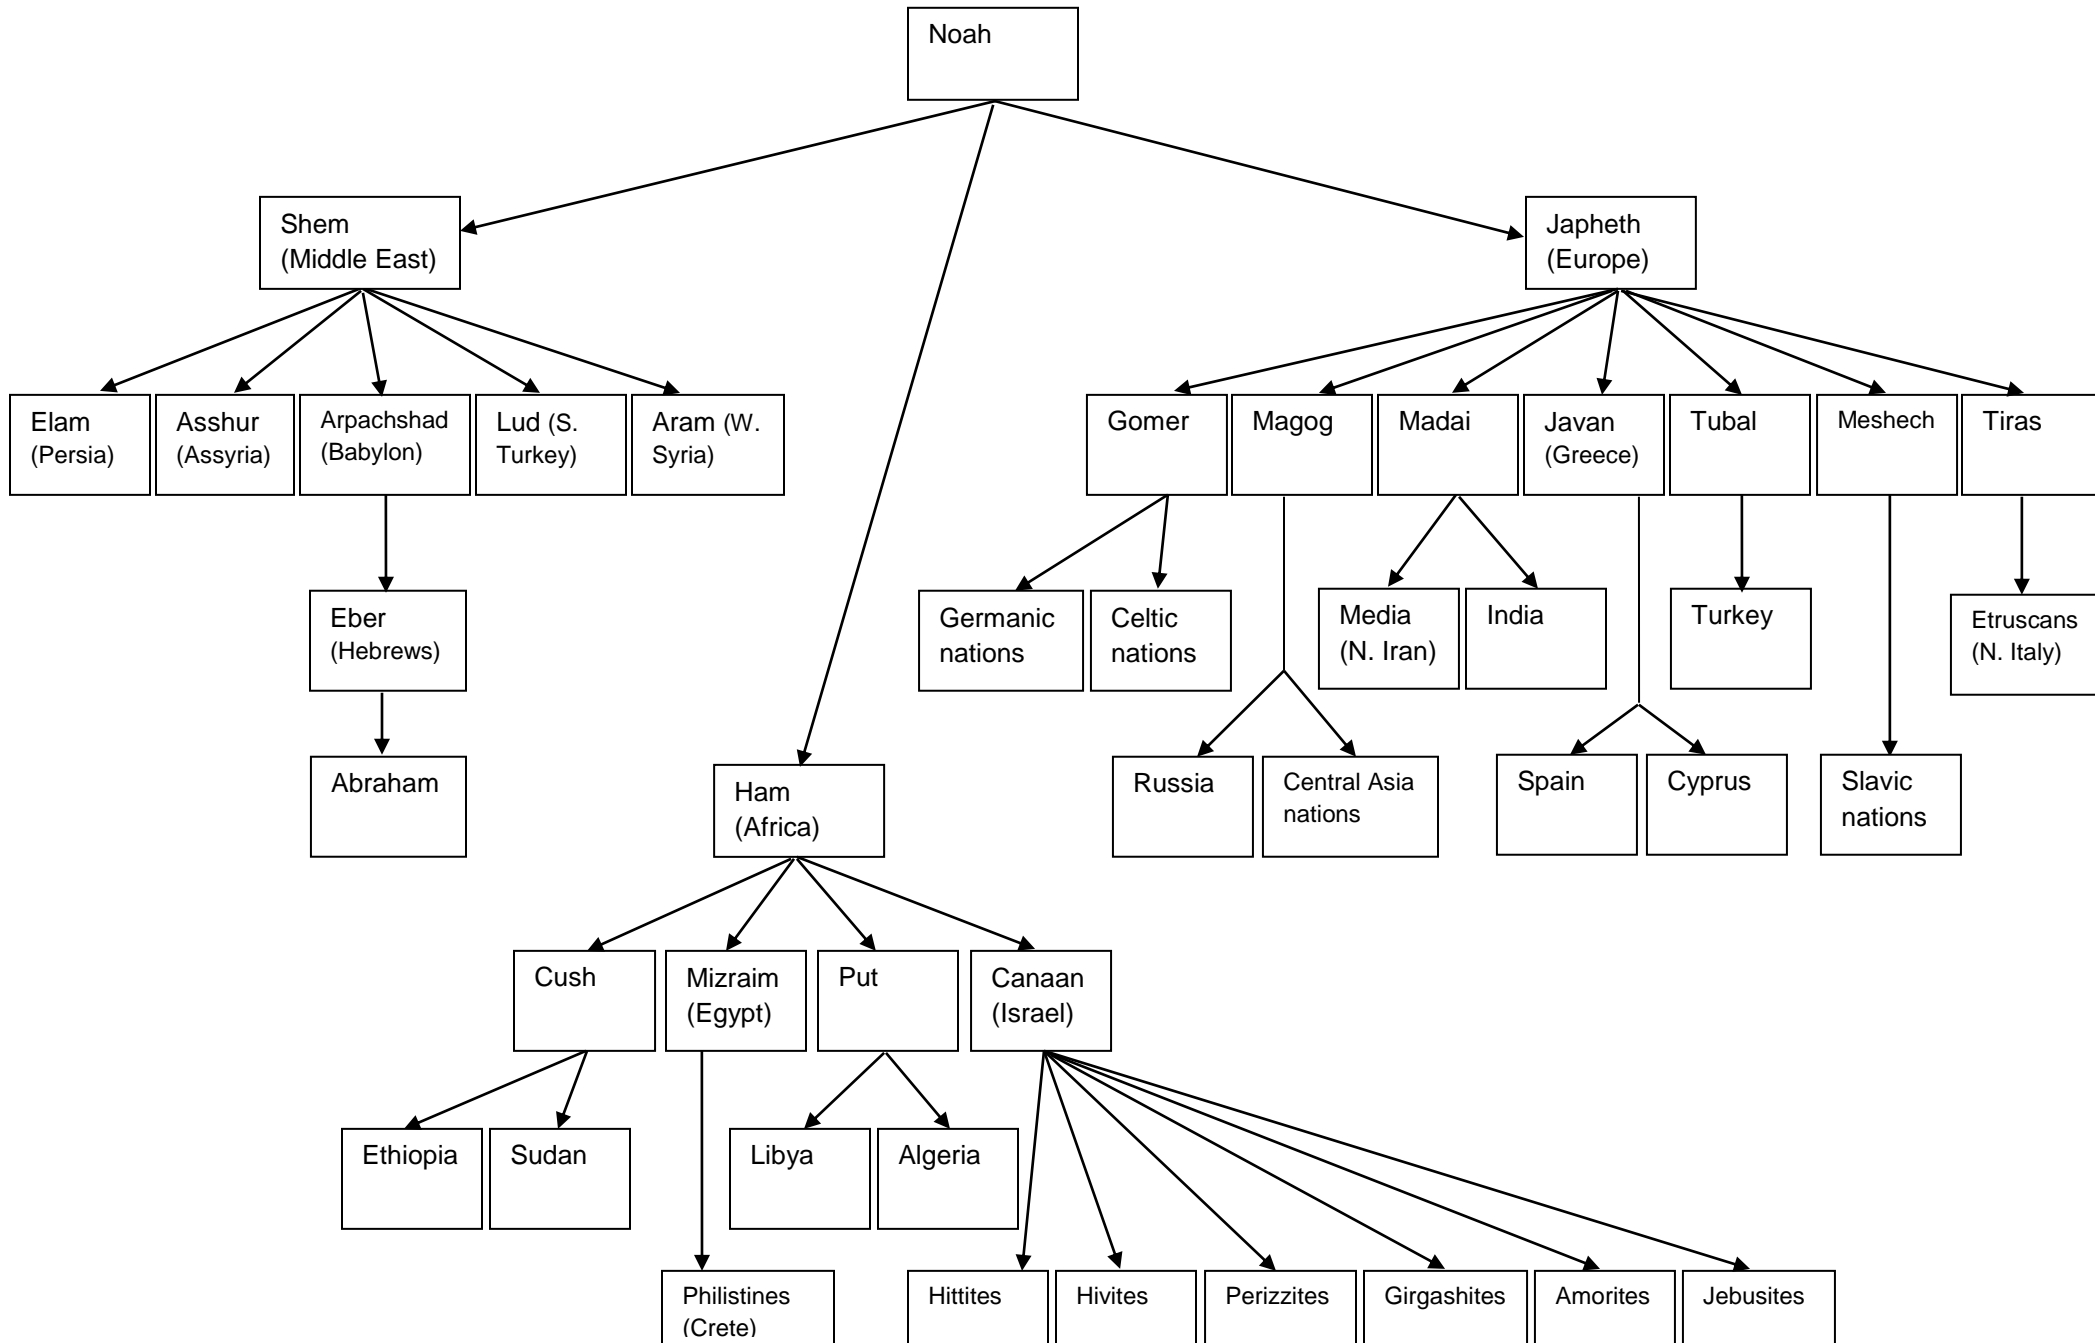 Noah
Shem
(Middle East)
Japheth
(Europe)
Elam
(Persia)
Asshur
(Assyria)
Arpachshad
(Babylon)
Lud (S.
Turkey)
Aram (W.
Syria)
Gomer
Magog
Madai
Javan
(Greece)
Tubal
Meshech
Tiras
Eber
(Hebrews)
Germanic
nations
Celtic
nations
Media
(N. Iran)
India
Turkey
Etruscans
(N. Italy)
Abraham
Ham
(Africa)
Russia
Central Asia
nations
Spain
Cyprus
Slavic
nations
Cush
Mizraim
(Egypt)
Put
Canaan
(Israel)
Ethiopia
Sudan
Libya
Algeria
Philistines
(Crete)
Hittites
Hivites
Perizzites
Girgashites
Amorites
Jebusites